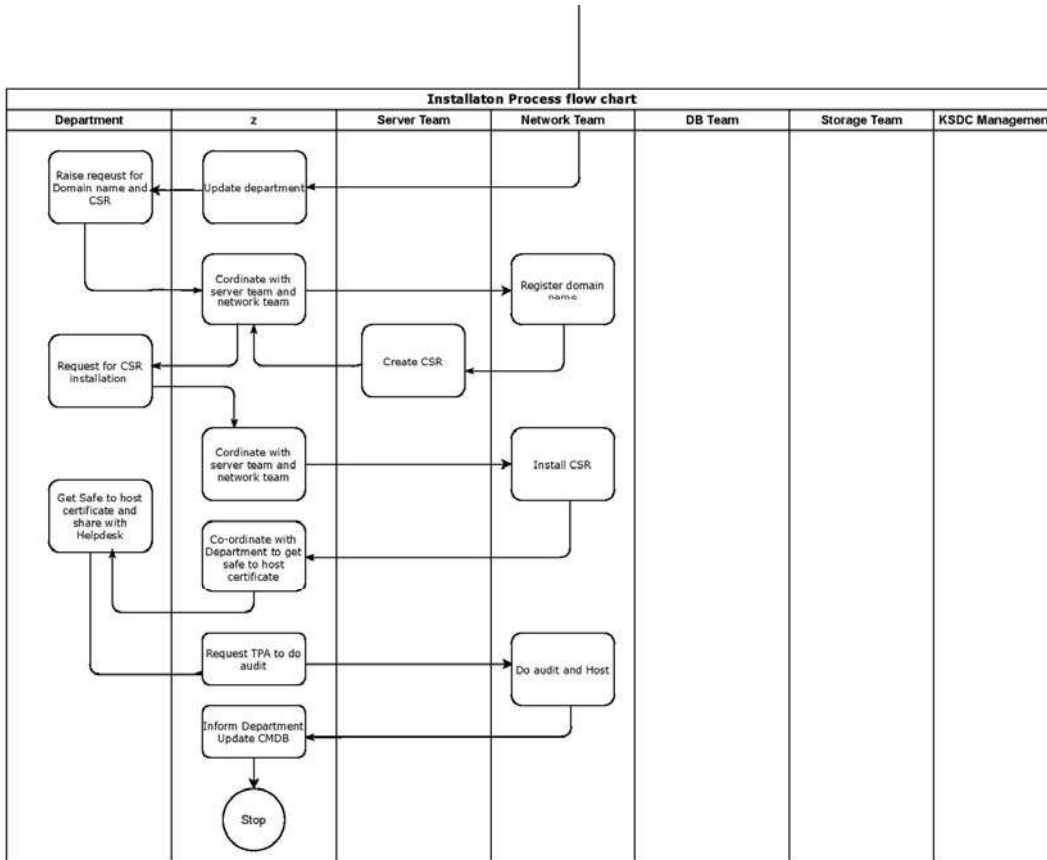 Installaton Process flow chart
Department
z
Server Team
Network Team
DB Team
Storage Team
KSDC Managemen
Raise reqeust for
Domain name and
CSR
Update department
Cordinate with
server team and
network team
Register domain
name
Create CSR
Request for CSR
installation
Cordinate with
server team and
network team
Install CSR
Get Safe to host
certificate and
share with
Helpdesk
Co-ordinate with
Department to get
safe to host
certificate
Request TPA to do
audit
Do audit and Host
Inform Department
Update CMDB
Stop